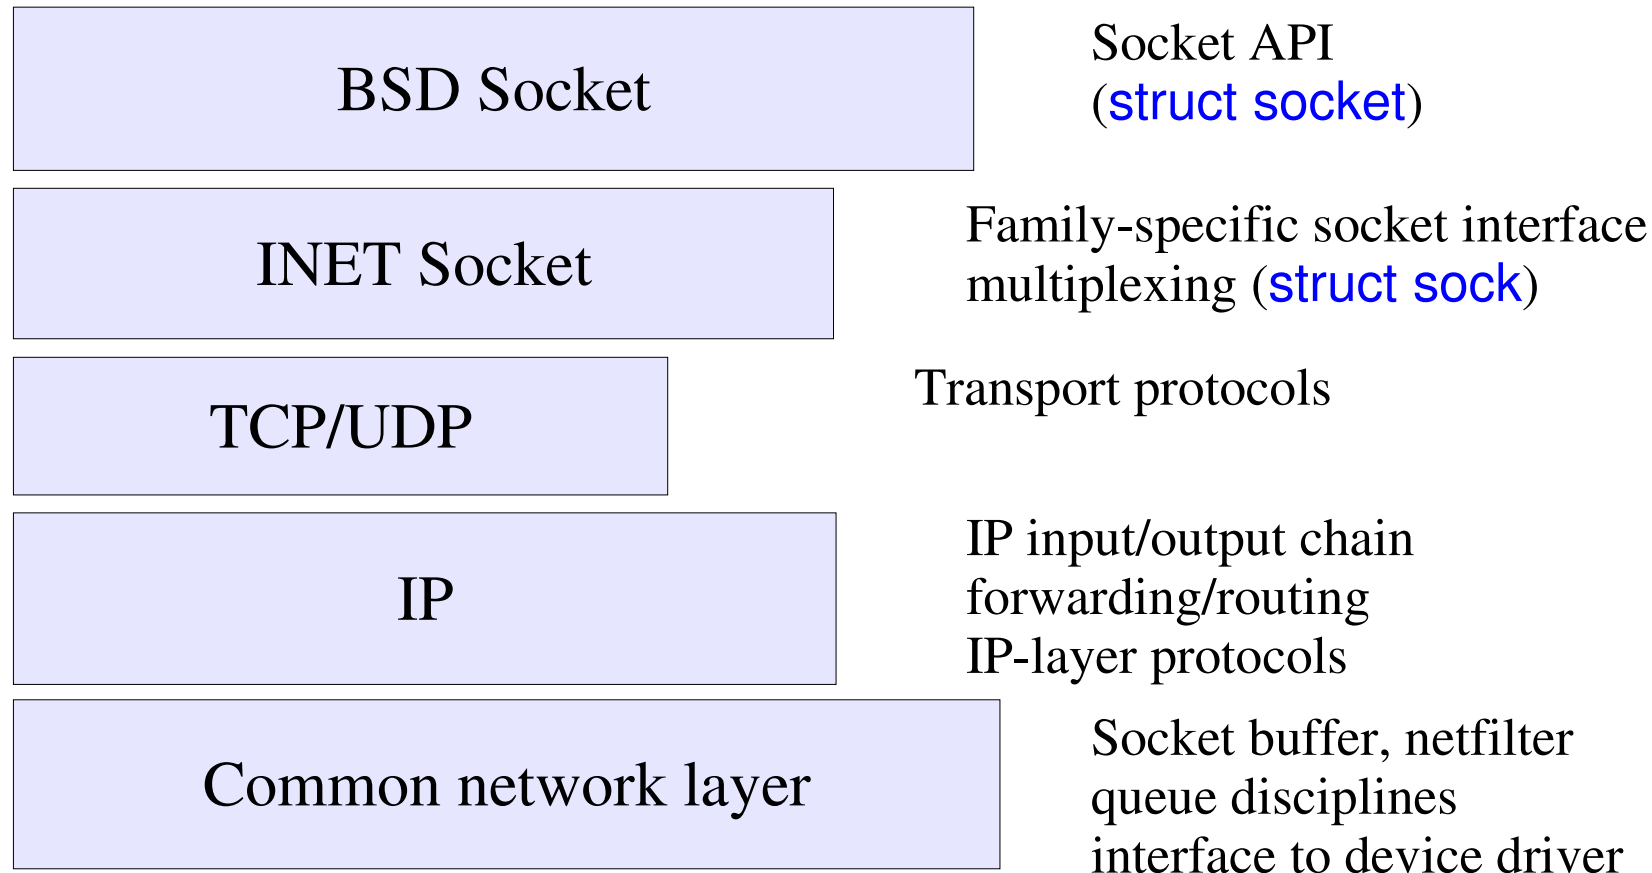 BSD Socket
Socket API
(struct socket)
INET Socket
Family-specific socket interface
multiplexing (struct sock)
TCP/UDP
Transport protocols
IP
IP input/output chain
forwarding/routing
IP-layer protocols
Common network layer
Socket buffer, netfilter
queue disciplines
interface to device driver